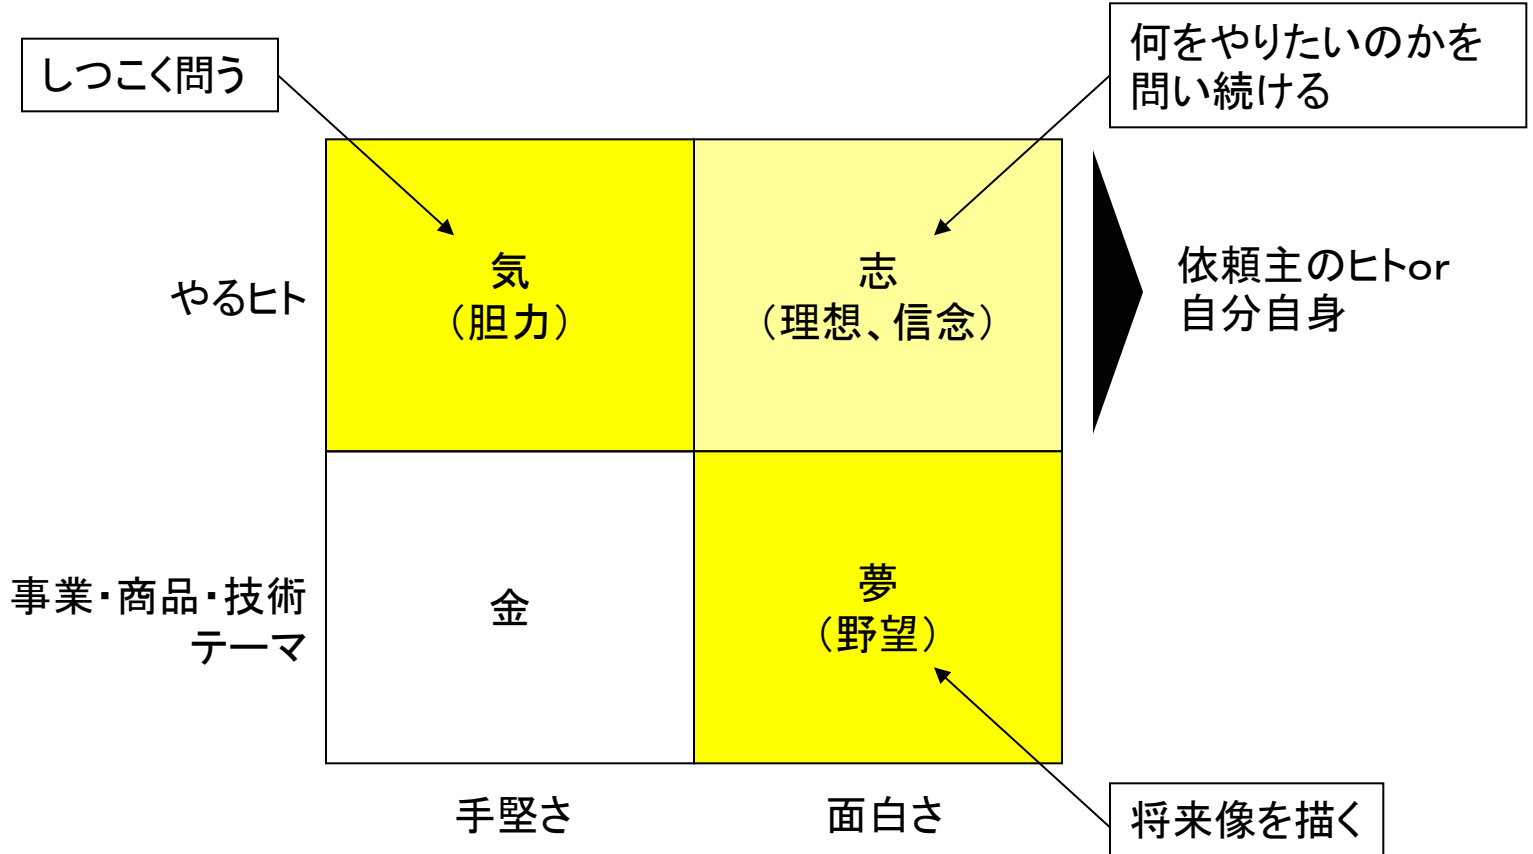 しつこく問う
何をやりたいのかを
問い続ける
やるヒト
気
（胆力）
志
（理想、信念）
依頼主のヒトor
自分自身
事業・商品・技術
テーマ
金
夢
（野望）
手堅さ
面白さ
将来像を描く